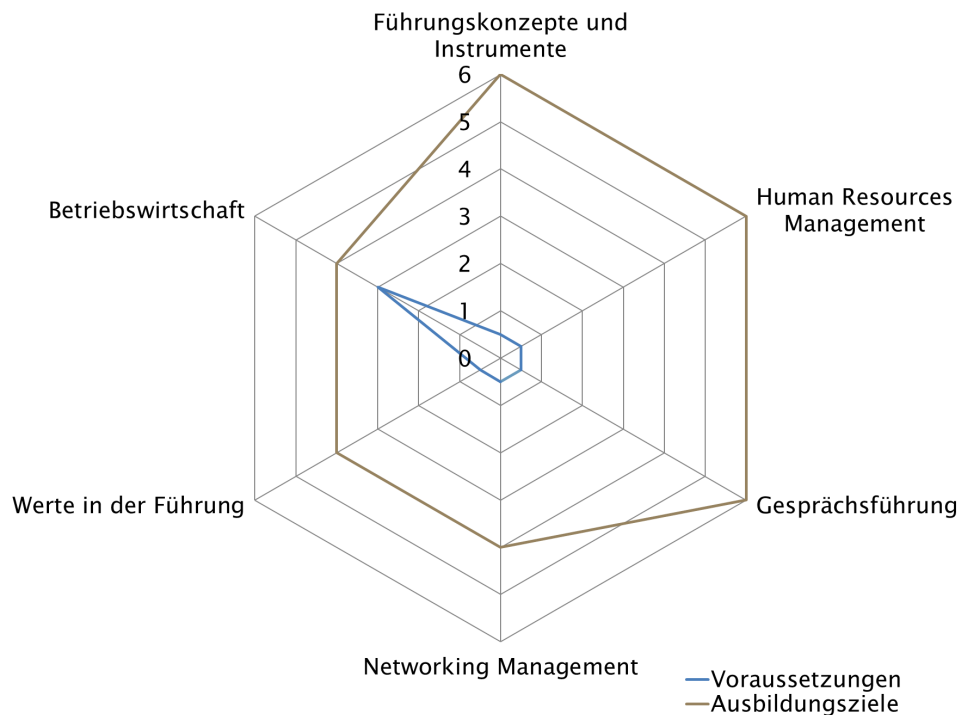 Führungskonzepte und
Instrumente
6
5
4
3
2
1
0
Betriebswirtschaft
Human Resources
Management
Werte in der Führung
Gesprächsführung
Networking Management
Voraussetzungen
Ausbildungsziele